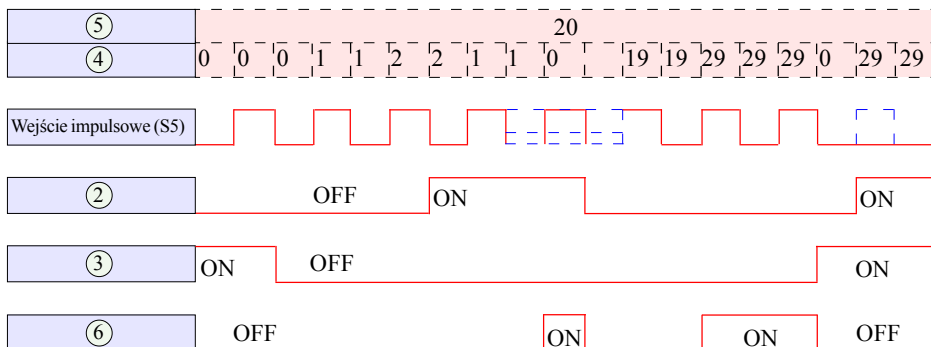 ⑤ 20
④ 0 0 0 1 1 2 2 1 1 0 19 19 29 29 29 0 29 29
Wejście impulsowe (S5)
② OFF ON ON
③ ON OFF ON
⑥ OFF ON ON OFF